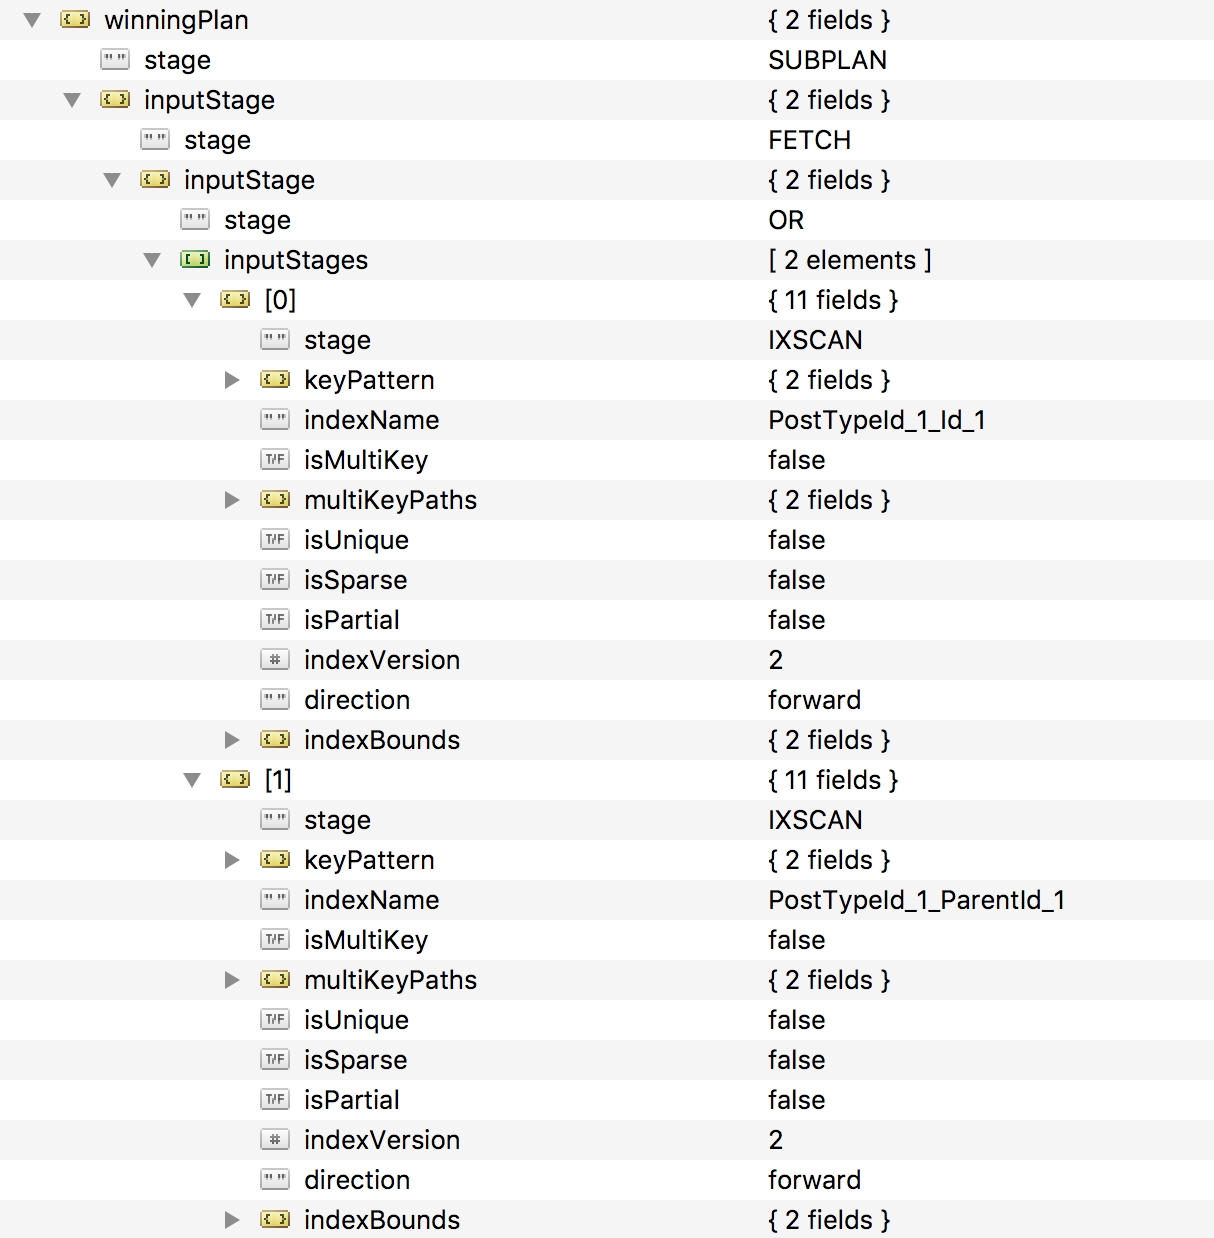 winningPlan { 2 fields }
stage SUBPLAN
inputStage { 2 fields }
stage FETCH
inputStage { 2 fields }
stage OR
inputStages [ 2 elements ]
[0] { 11 fields }
stage IXSCAN
keyPattern { 2 fields }
indexName PostTypeId_1_Id_1
isMultiKey false
multiKeyPaths { 2 fields }
isUnique false
isSparse false
isPartial false
indexVersion 2
direction forward
indexBounds { 2 fields }
[1] { 11 fields }
stage IXSCAN
keyPattern { 2 fields }
indexName PostTypeId_1_ParentId_1
isMultiKey false
multiKeyPaths { 2 fields }
isUnique false
isSparse false
isPartial false
indexVersion 2
direction forward
indexBounds { 2 fields }